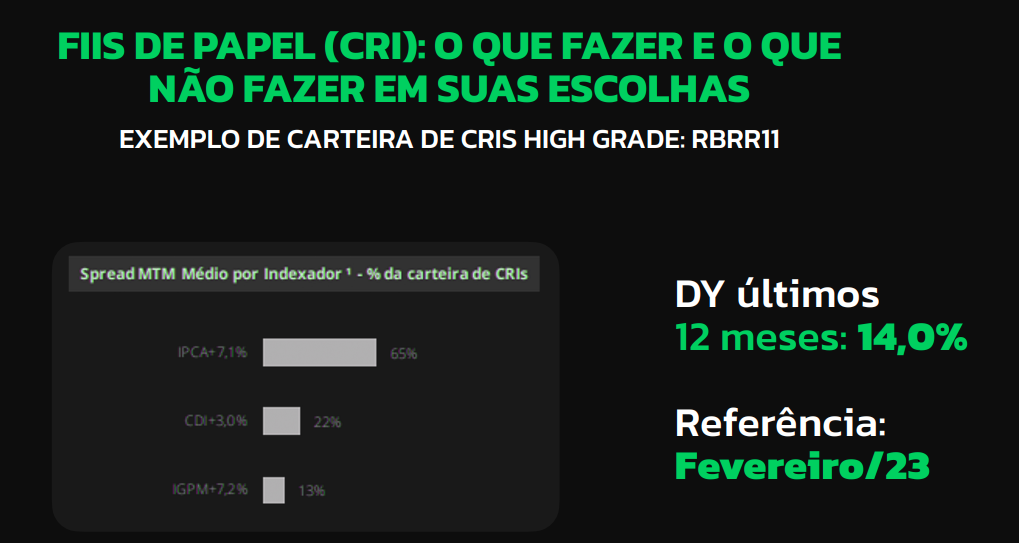 FIIS DE PAPEL (CRI): O QUE FAZER E O QUE
NÃO FAZER EM SUAS ESCOLHAS
EXEMPLO DE CARTEIRA DE CRIS HIGH GRADE: RBRR11
Spread MTM Médio por Indexador ¹ - % da carteira de CRIs
IPCA+7,1% 65%
CDI+3,0% 22%
IGPM+7,2% 13%
DY últimos
12 meses: 14,0%
Referência:
Fevereiro/23